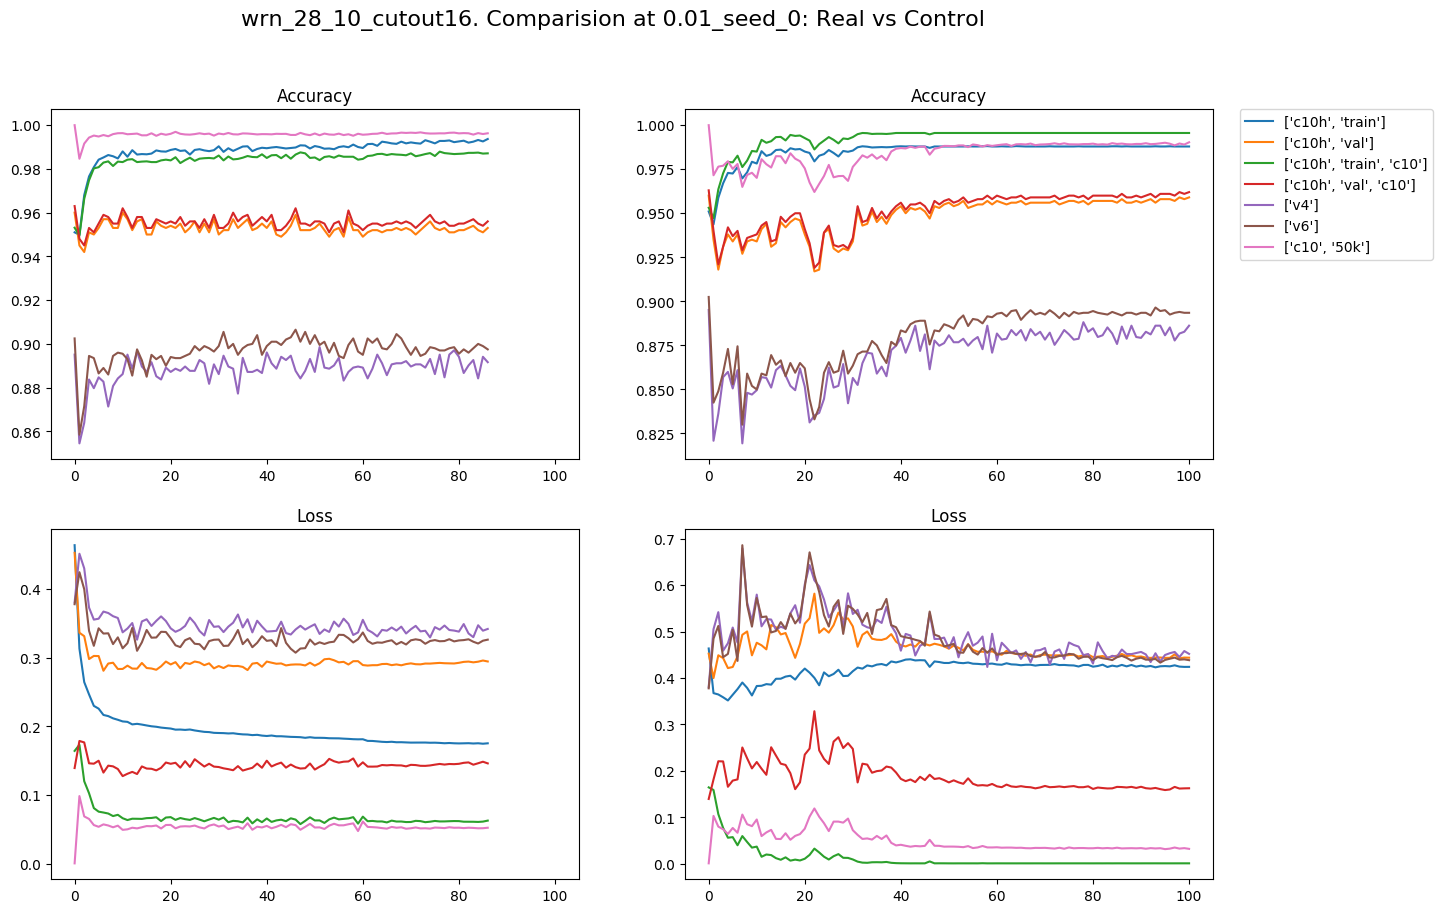 wrn_28_10_cutout16. Comparision at 0.01_seed_0: Real vs Control
Accuracy
1.00
0.98
0.96
0.94
0.92
0.90
0.88
0.86
0 20 40 60 80 100
Accuracy
1.000
0.975
0.950
0.925
0.900
0.875
0.850
0.825
0 20 40 60 80 100
['c10h', 'train']
['c10h', 'val']
['c10h', 'train', 'c10']
['c10h', 'val', 'c10']
['v4']
['v6']
['c10', '50k']
Loss
0.4
0.3
0.2
0.1
0.0
0 20 40 60 80 100
Loss
0.7
0.6
0.5
0.4
0.3
0.2
0.1
0.0
0 20 40 60 80 100